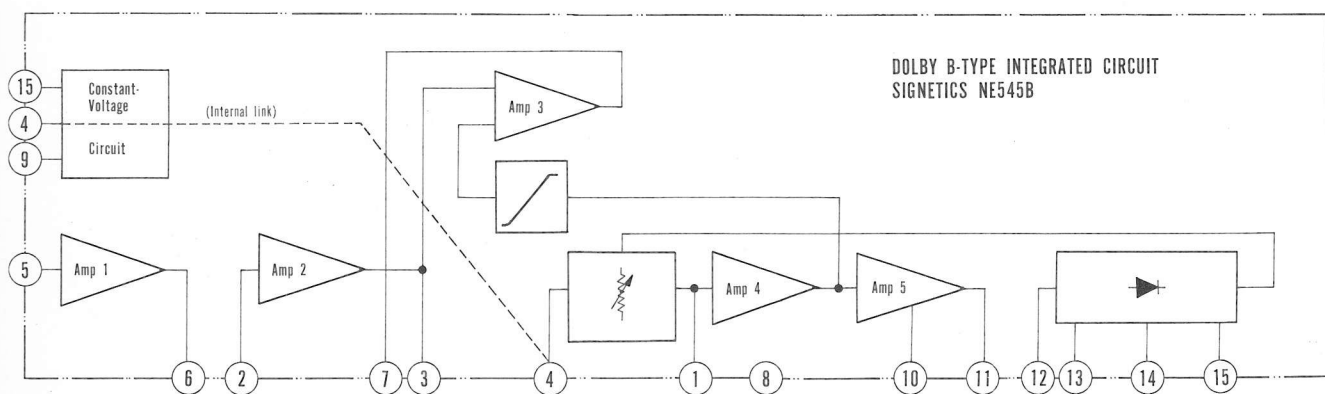 DOLBY B-TYPE INTEGRATED CIRCUIT
SIGNETICS NE545B
15
Constant-
Voltage
4
(Internal link)
9
Circuit
Amp 3
5
Amp 1
Amp 2
Amp 4
Amp 5
6
2
7
3
4
1
8
10
11
12
13
14
15